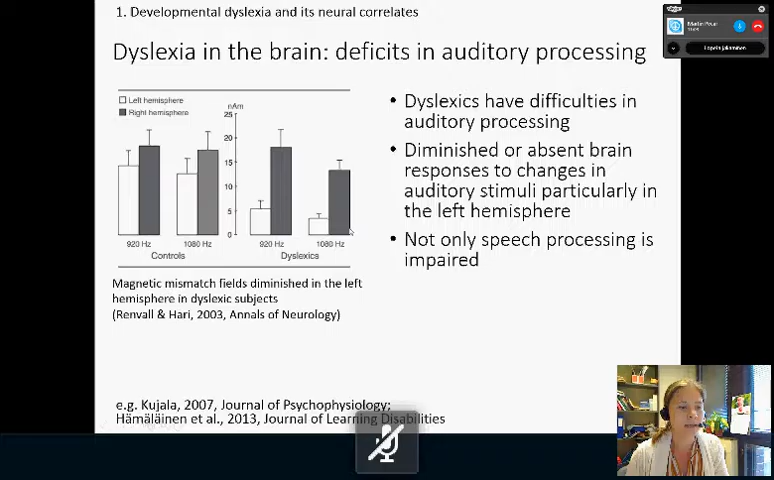 1. Developmental dyslexia and its neural correlates
Dyslexia in the brain: deficits in auditory processing
Left hemisphere
Right hemisphere
nAm
25
20
15
10
5
0
920 Hz
1080 Hz
920 Hz
1080 Hz
Controls
Dyslexics
Magnetic mismatch fields diminished in the left
hemisphere in dyslexic subjects
(Renvall & Hari, 2003, Annals of Neurology)
• Dyslexics have difficulties in
auditory processing
• Diminished or absent brain
responses to changes in
auditory stimuli particularly in
the left hemisphere
• Not only speech processing is
impaired
e.g. Kujala, 2007, Journal of Psychophysiology;
Hämäläinen et al., 2013, Journal of Learning Disabilities
Lopeta jakaminen